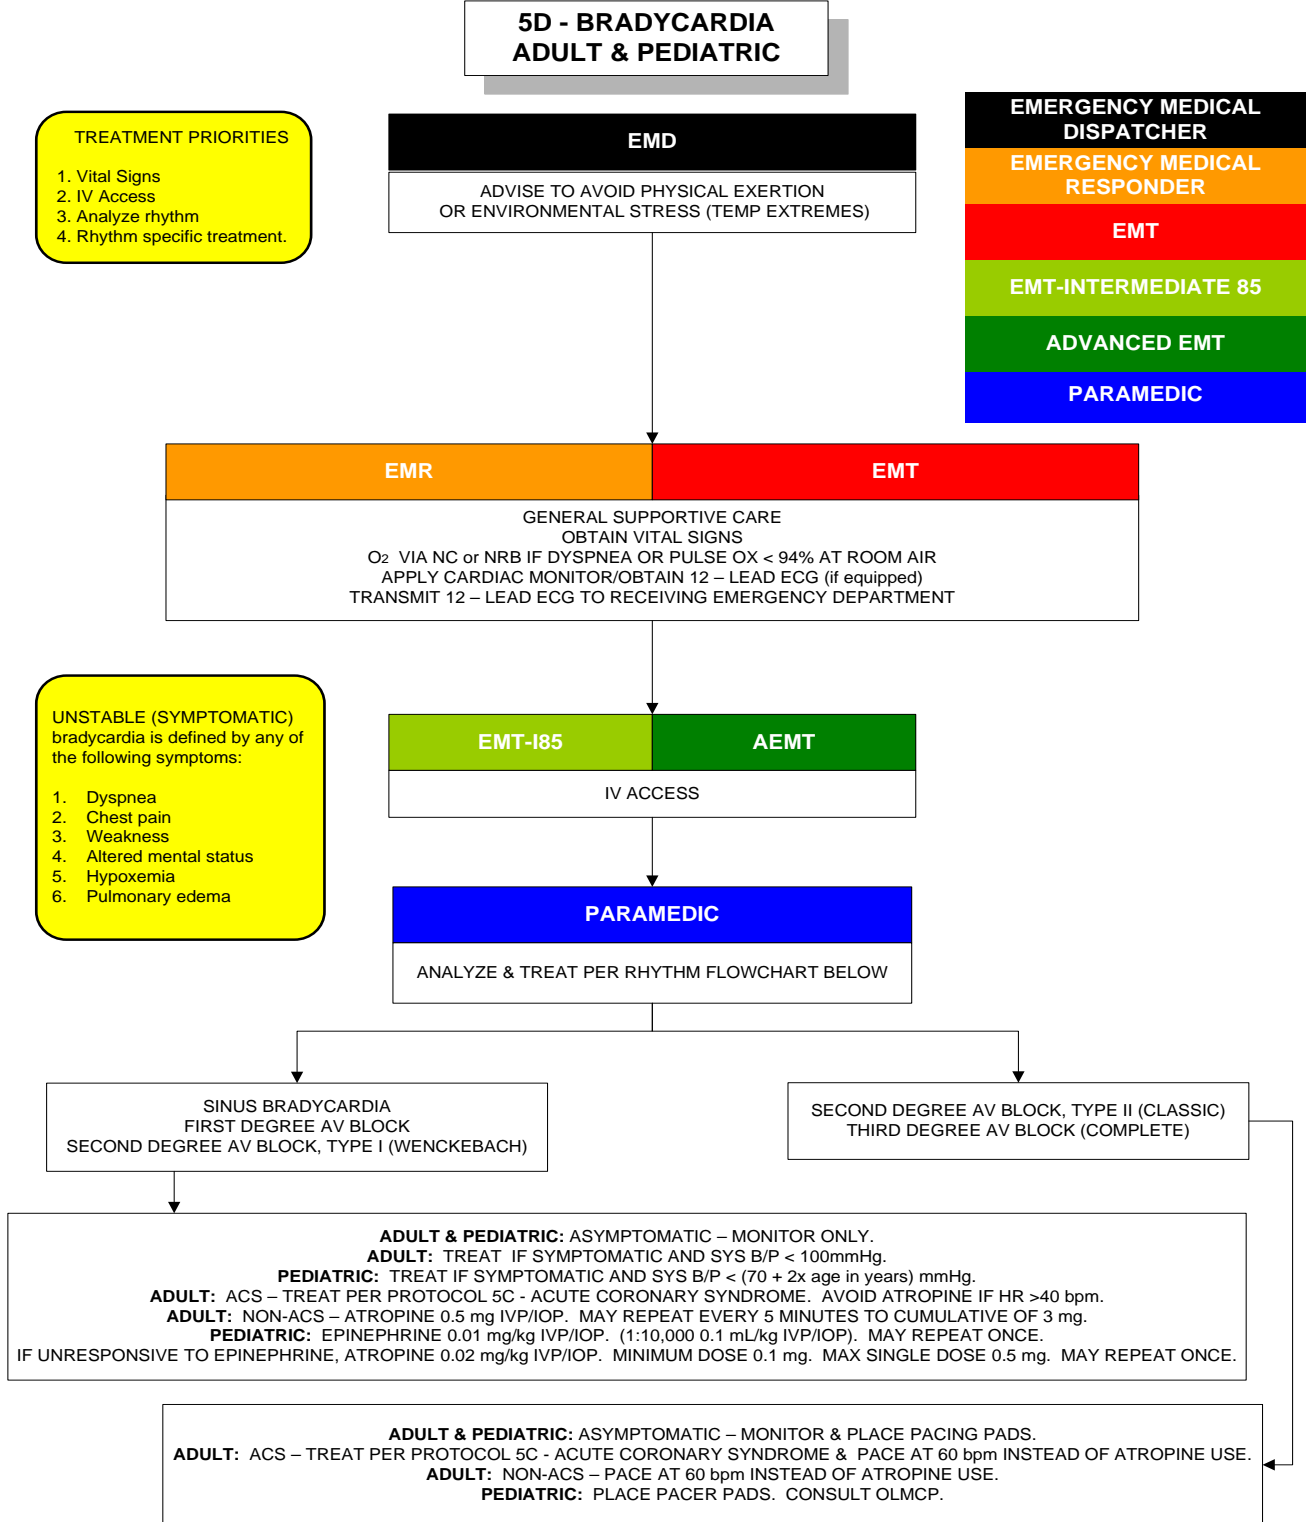 5D - BRADYCARDIA
ADULT & PEDIATRIC
TREATMENT PRIORITIES
1. Vital Signs
2. IV Access
3. Analyze rhythm
4. Rhythm specific treatment.
EMD
ADVISE TO AVOID PHYSICAL EXERTION
OR ENVIRONMENTAL STRESS (TEMP EXTREMES)
EMERGENCY MEDICAL
DISPATCHER
EMERGENCY MEDICAL
RESPONDER
EMT
EMT-INTERMEDIATE 85
ADVANCED EMT
PARAMEDIC
EMR
EMT
GENERAL SUPPORTIVE CARE
OBTAIN VITAL SIGNS
O2 VIA NC or NRB IF DYSPNEA OR PULSE OX < 94% AT ROOM AIR
APPLY CARDIAC MONITOR/OBTAIN 12 – LEAD ECG (if equipped)
TRANSMIT 12 – LEAD ECG TO RECEIVING EMERGENCY DEPARTMENT
UNSTABLE (SYMPTOMATIC)
bradycardia is defined by any of
the following symptoms:
1. Dyspnea
2. Chest pain
3. Weakness
4. Altered mental status
5. Hypoxemia
6. Pulmonary edema
EMT-I85
AEMT
IV ACCESS
PARAMEDIC
ANALYZE & TREAT PER RHYTHM FLOWCHART BELOW
SINUS BRADYCARDIA
FIRST DEGREE AV BLOCK
SECOND DEGREE AV BLOCK, TYPE I (WENCKEBACH)
SECOND DEGREE AV BLOCK, TYPE II (CLASSIC)
THIRD DEGREE AV BLOCK (COMPLETE)
ADULT & PEDIATRIC: ASYMPTOMATIC – MONITOR ONLY.
ADULT: TREAT IF SYMPTOMATIC AND SYS B/P < 100mmHg.
PEDIATRIC: TREAT IF SYMPTOMATIC AND SYS B/P < (70 + 2x age in years) mmHg.
ADULT: ACS – TREAT PER PROTOCOL 5C - ACUTE CORONARY SYNDROME. AVOID ATROPINE IF HR >40 bpm.
ADULT: NON-ACS – ATROPINE 0.5 mg IVP/IOP. MAY REPEAT EVERY 5 MINUTES TO CUMULATIVE OF 3 mg.
PEDIATRIC: EPINEPHRINE 0.01 mg/kg IVP/IOP. (1:10,000 0.1 mL/kg IVP/IOP). MAY REPEAT ONCE.
IF UNRESPONSIVE TO EPINEPHRINE, ATROPINE 0.02 mg/kg IVP/IOP. MINIMUM DOSE 0.1 mg. MAX SINGLE DOSE 0.5 mg. MAY REPEAT ONCE.
ADULT & PEDIATRIC: ASYMPTOMATIC – MONITOR & PLACE PACING PADS.
ADULT: ACS – TREAT PER PROTOCOL 5C - ACUTE CORONARY SYNDROME & PACE AT 60 bpm INSTEAD OF ATROPINE USE.
ADULT: NON-ACS – PACE AT 60 bpm INSTEAD OF ATROPINE USE.
PEDIATRIC: PLACE PACER PADS. CONSULT OLMCP.